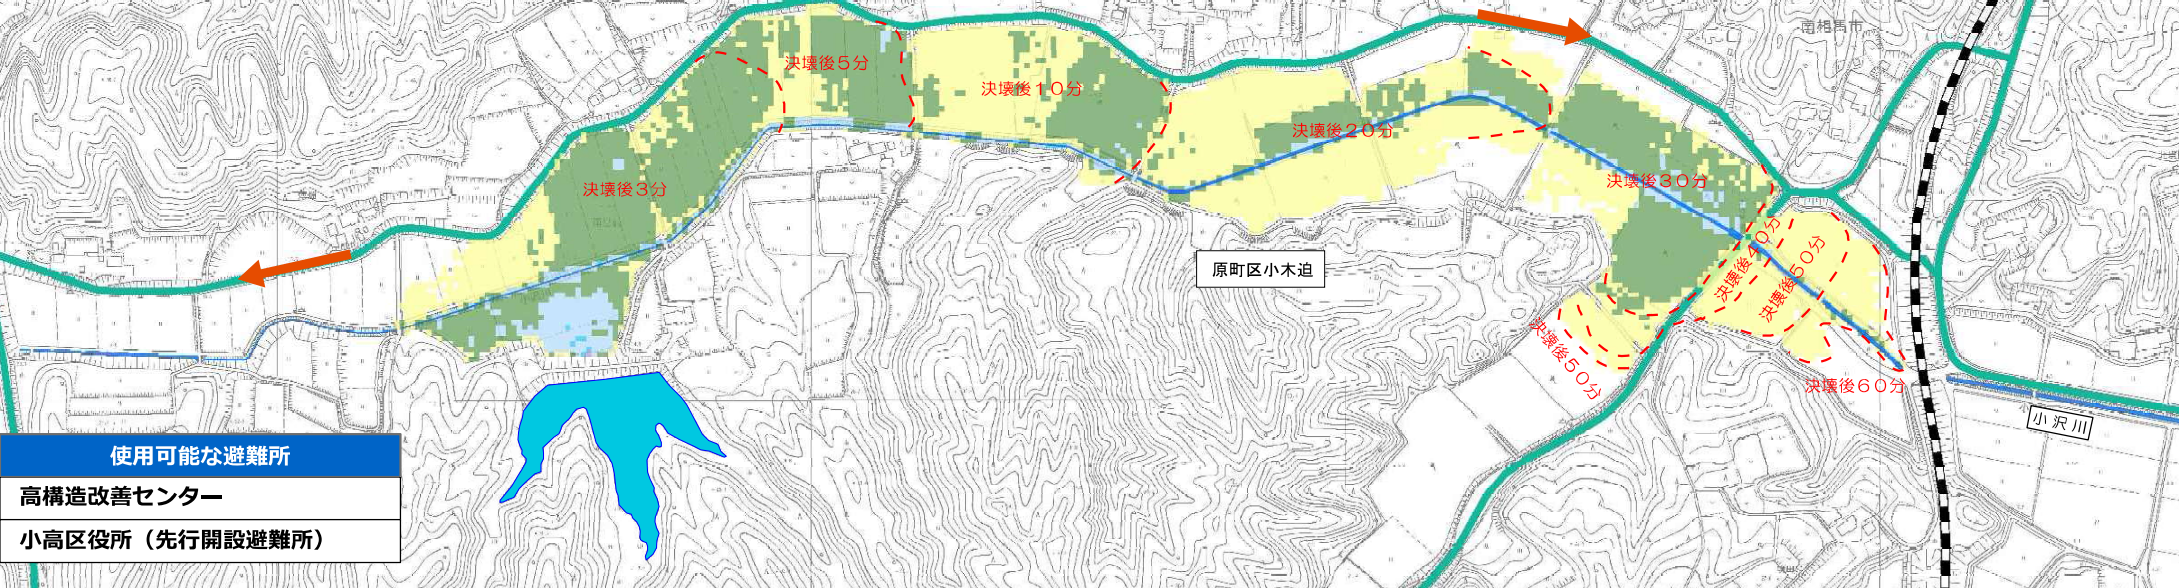 南相馬市
決壊後5分
決壊後10分
決壊後20分
決壊後3分
決壊後30分
決壊後40分
決壊後50分
原町区小木迫
決壊後50分
決壊後60分
小沢川
使用可能な避難所
高構造改善センター
小高区役所（先行開設避難所）